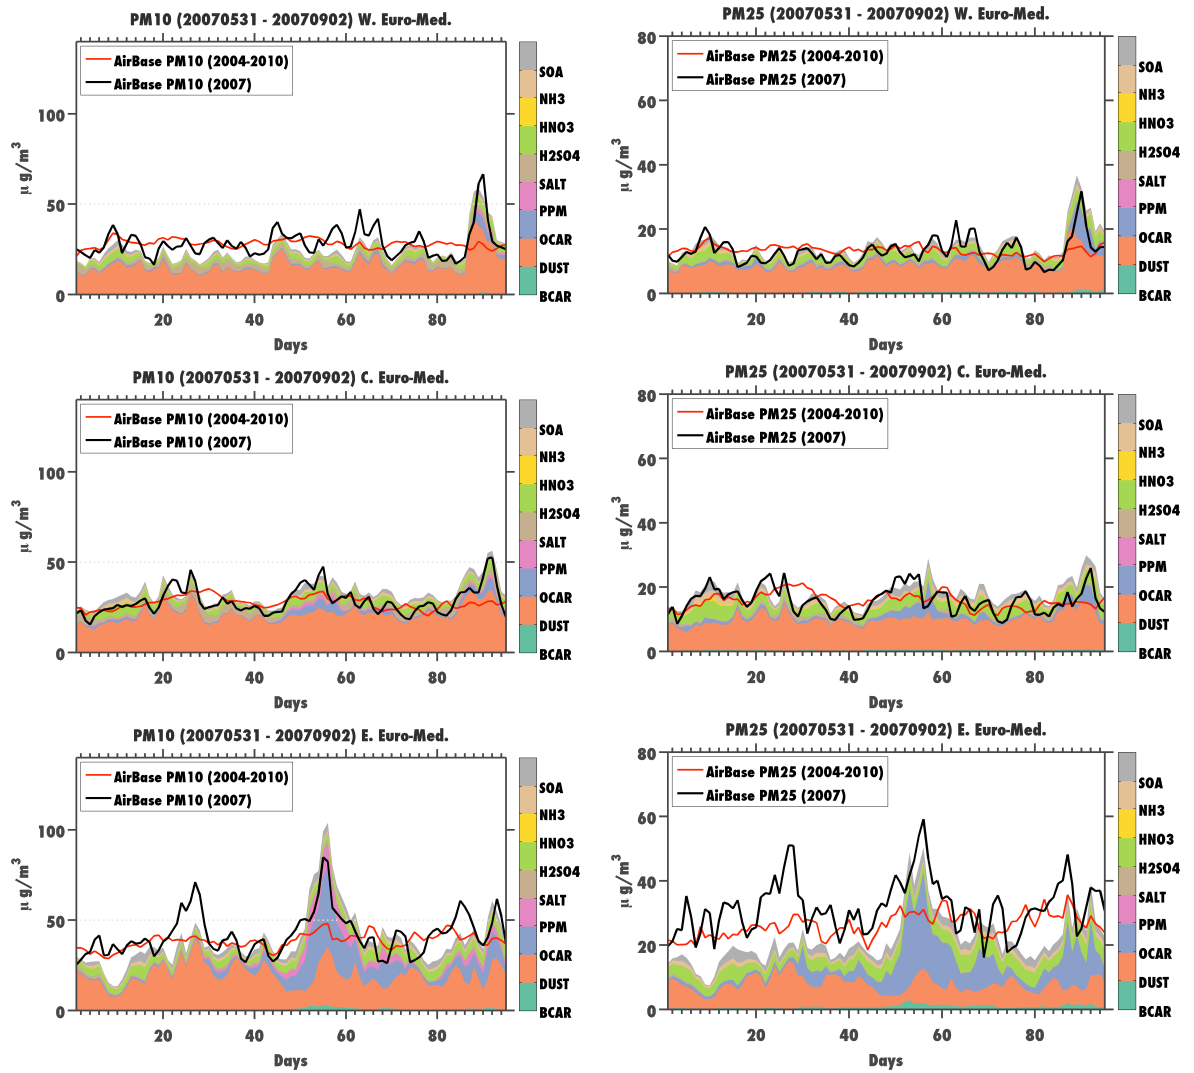 PM10 (20070531 - 20070902) W. Euro-Med.
AirBase PM10 (2004-2010)
AirBase PM10 (2007)
100
50
0
μ g/m3
20 40 60 80
Days
SOA
NH3
HNO3
H2SO4
SALT
PPM
OCAR
DUST
BCAR
PM25 (20070531 - 20070902) W. Euro-Med.
AirBase PM25 (2004-2010)
AirBase PM25 (2007)
80
60
40
20
0
μ g/m3
20 40 60 80
Days
SOA
NH3
HNO3
H2SO4
SALT
PPM
OCAR
DUST
BCAR
PM10 (20070531 - 20070902) C. Euro-Med.
AirBase PM10 (2004-2010)
AirBase PM10 (2007)
100
50
0
μ g/m3
20 40 60 80
Days
SOA
NH3
HNO3
H2SO4
SALT
PPM
OCAR
DUST
BCAR
PM25 (20070531 - 20070902) C. Euro-Med.
AirBase PM25 (2004-2010)
AirBase PM25 (2007)
80
60
40
20
0
μ g/m3
20 40 60 80
Days
SOA
NH3
HNO3
H2SO4
SALT
PPM
OCAR
DUST
BCAR
PM10 (20070531 - 20070902) E. Euro-Med.
AirBase PM10 (2004-2010)
AirBase PM10 (2007)
100
50
0
μ g/m3
20 40 60 80
Days
SOA
NH3
HNO3
H2SO4
SALT
PPM
OCAR
DUST
BCAR
PM25 (20070531 - 20070902) E. Euro-Med.
AirBase PM25 (2004-2010)
AirBase PM25 (2007)
80
60
40
20
0
μ g/m3
20 40 60 80
Days
SOA
NH3
HNO3
H2SO4
SALT
PPM
OCAR
DUST
BCAR